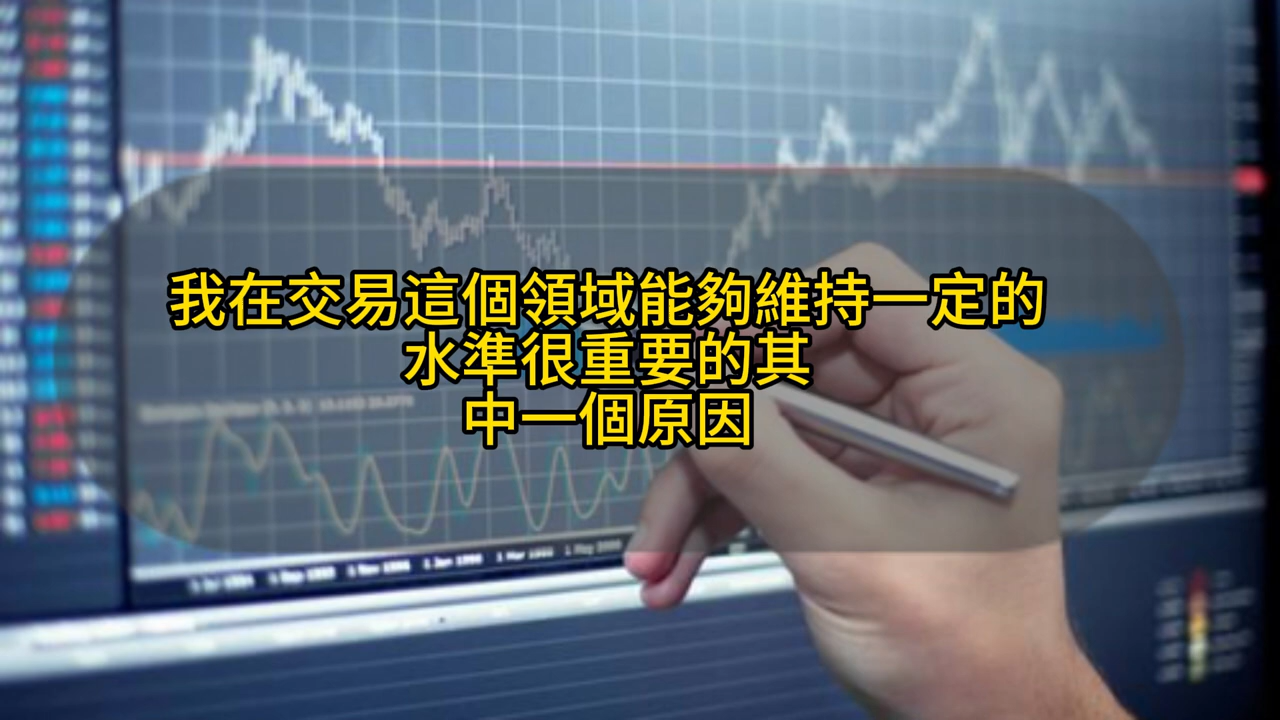 我在交易這個領域能夠維持一定的
水準很重要的其
中一個原因